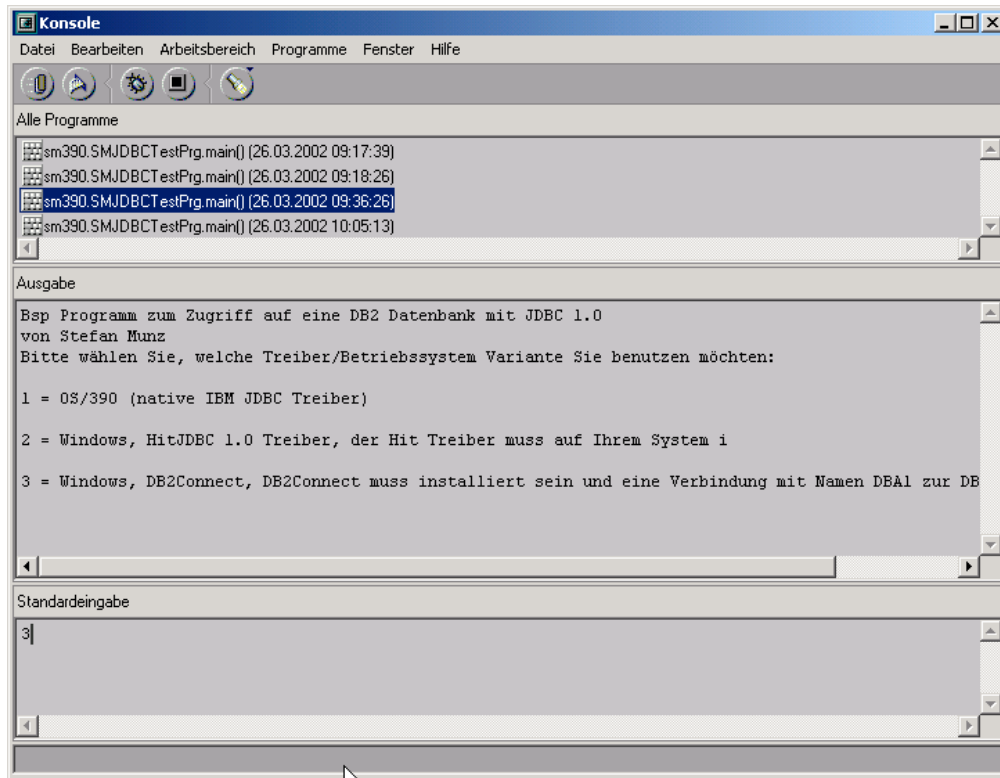 Konsole
Datei Bearbeiten Arbeitsbereich Programme Fenster Hilfe
Alle Programme
sm390.SMJDBCTestPrg.main() (26.03.2002 09:17:39)
sm390.SMJDBCTestPrg.main() (26.03.2002 09:18:26)
sm390.SMJDBCTestPrg.main() (26.03.2002 09:36:26)
sm390.SMJDBCTestPrg.main() (26.03.2002 10:05:13)
Ausgabe
Bsp Programm zum Zugriff auf eine DB2 Datenbank mit JDBC 1.0
von Stefan Munz
Bitte wählen Sie, welche Treiber/Betriebssystem Variante Sie benutzen möchten:
1 = OS/390 (native IBM JDBC Treiber)
2 = Windows, HitJDBC 1.0 Treiber, der Hit Treiber muss auf Ihrem System i
3 = Windows, DB2Connect, DB2Connect muss installiert sein und eine Verbindung mit Namen DBA1 zur DB
Standardeingabe
3